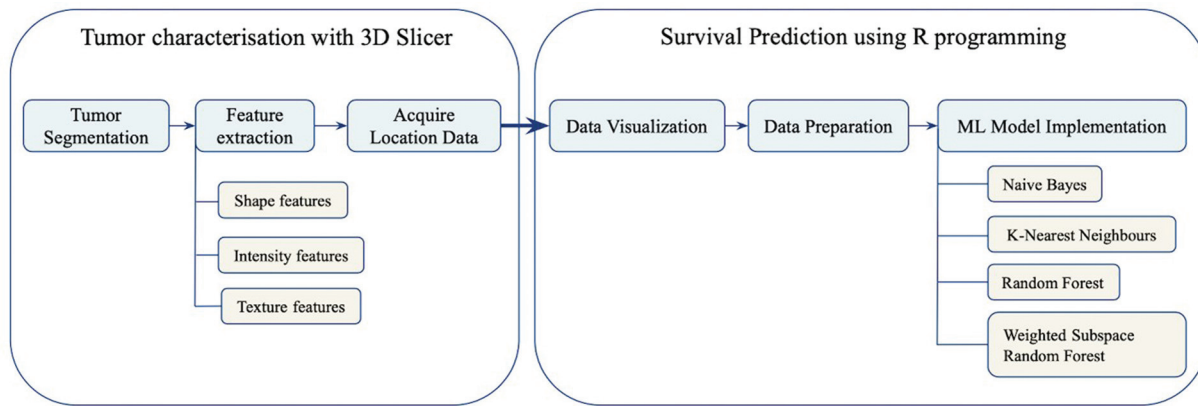 Tumor characterisation with 3D Slicer
Tumor
Segmentation
Feature
extraction
Acquire
Location Data
Shape features
Intensity features
Texture features
Survival Prediction using R programming
Data Visualization
Data Preparation
ML Model Implementation
Naive Bayes
K-Nearest Neighbours
Random Forest
Weighted Subspace
Random Forest